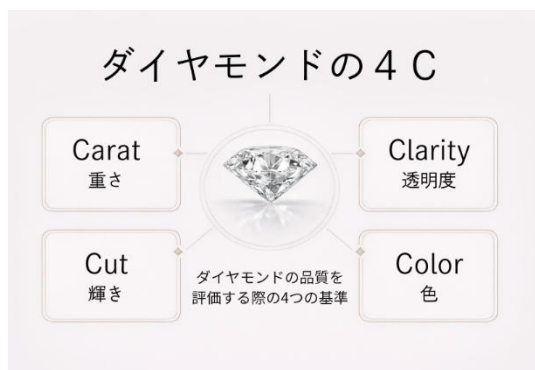 ダイヤモンドの４Ｃ
Carat
重さ
Clarity
透明度
Cut
輝き
ダイヤモンドの品質を
評価する際の4つの基準
Color
色